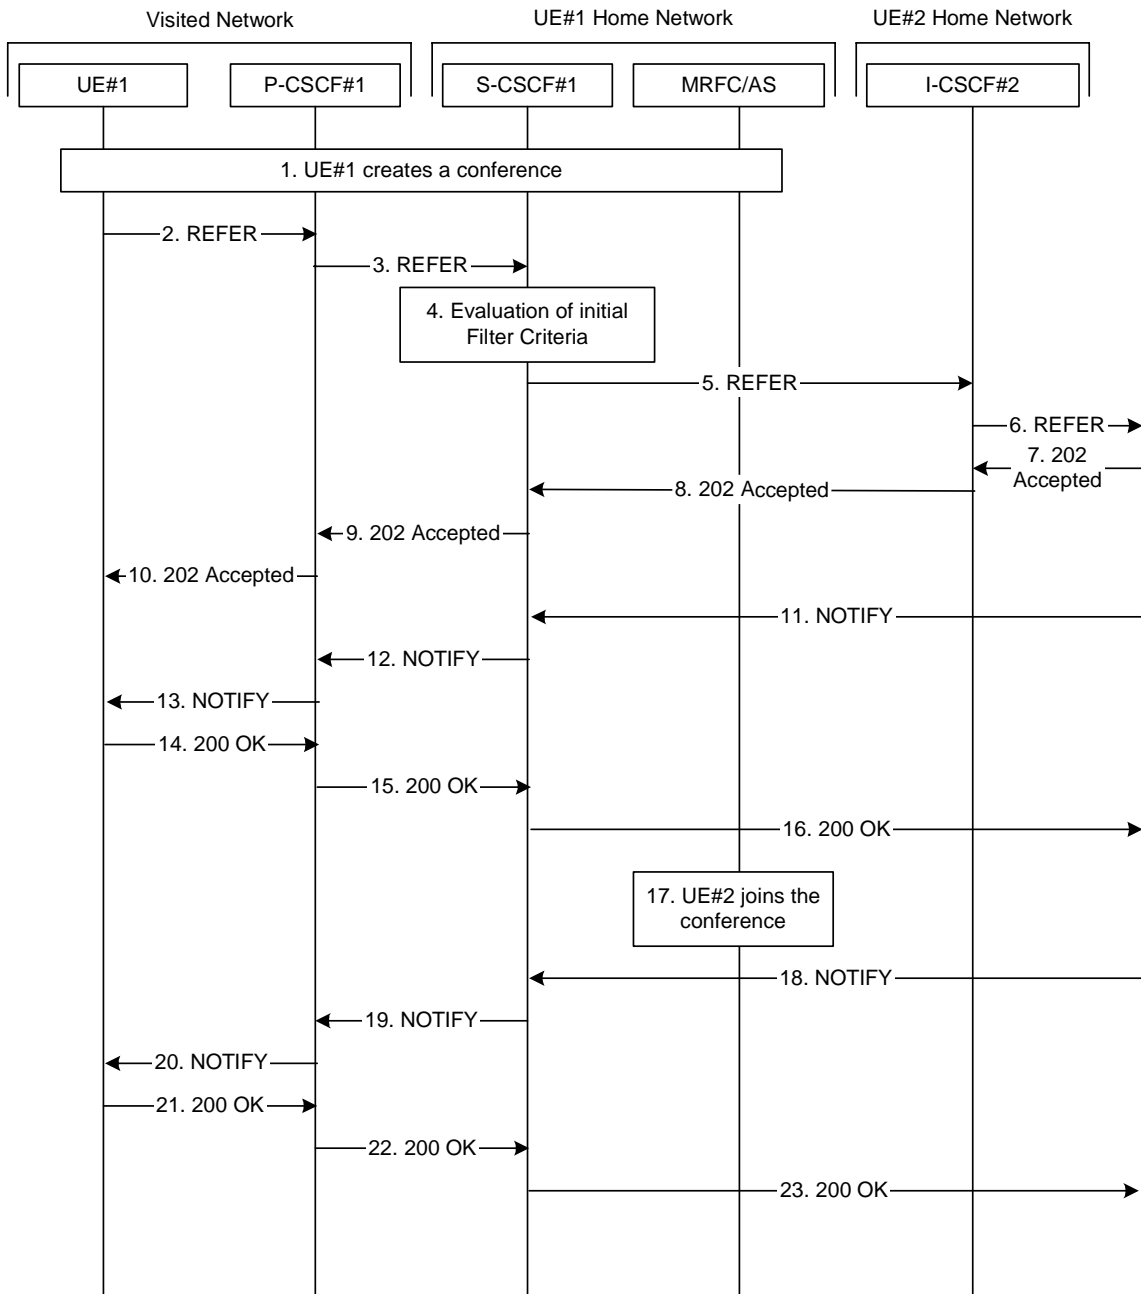 Visited Network
UE#1 Home Network
UE#2 Home Network
UE#1
P-CSCF#1
S-CSCF#1
MRFC/AS
I-CSCF#2
1. UE#1 creates a conference
2. REFER
3. REFER
4. Evaluation of initial
Filter Criteria
5. REFER
6. REFER
7. 202
Accepted
8. 202 Accepted
9. 202 Accepted
10. 202 Accepted
11. NOTIFY
12. NOTIFY
13. NOTIFY
14. 200 OK
15. 200 OK
16. 200 OK
17. UE#2 joins the
conference
18. NOTIFY
19. NOTIFY
20. NOTIFY
21. 200 OK
22. 200 OK
23. 200 OK